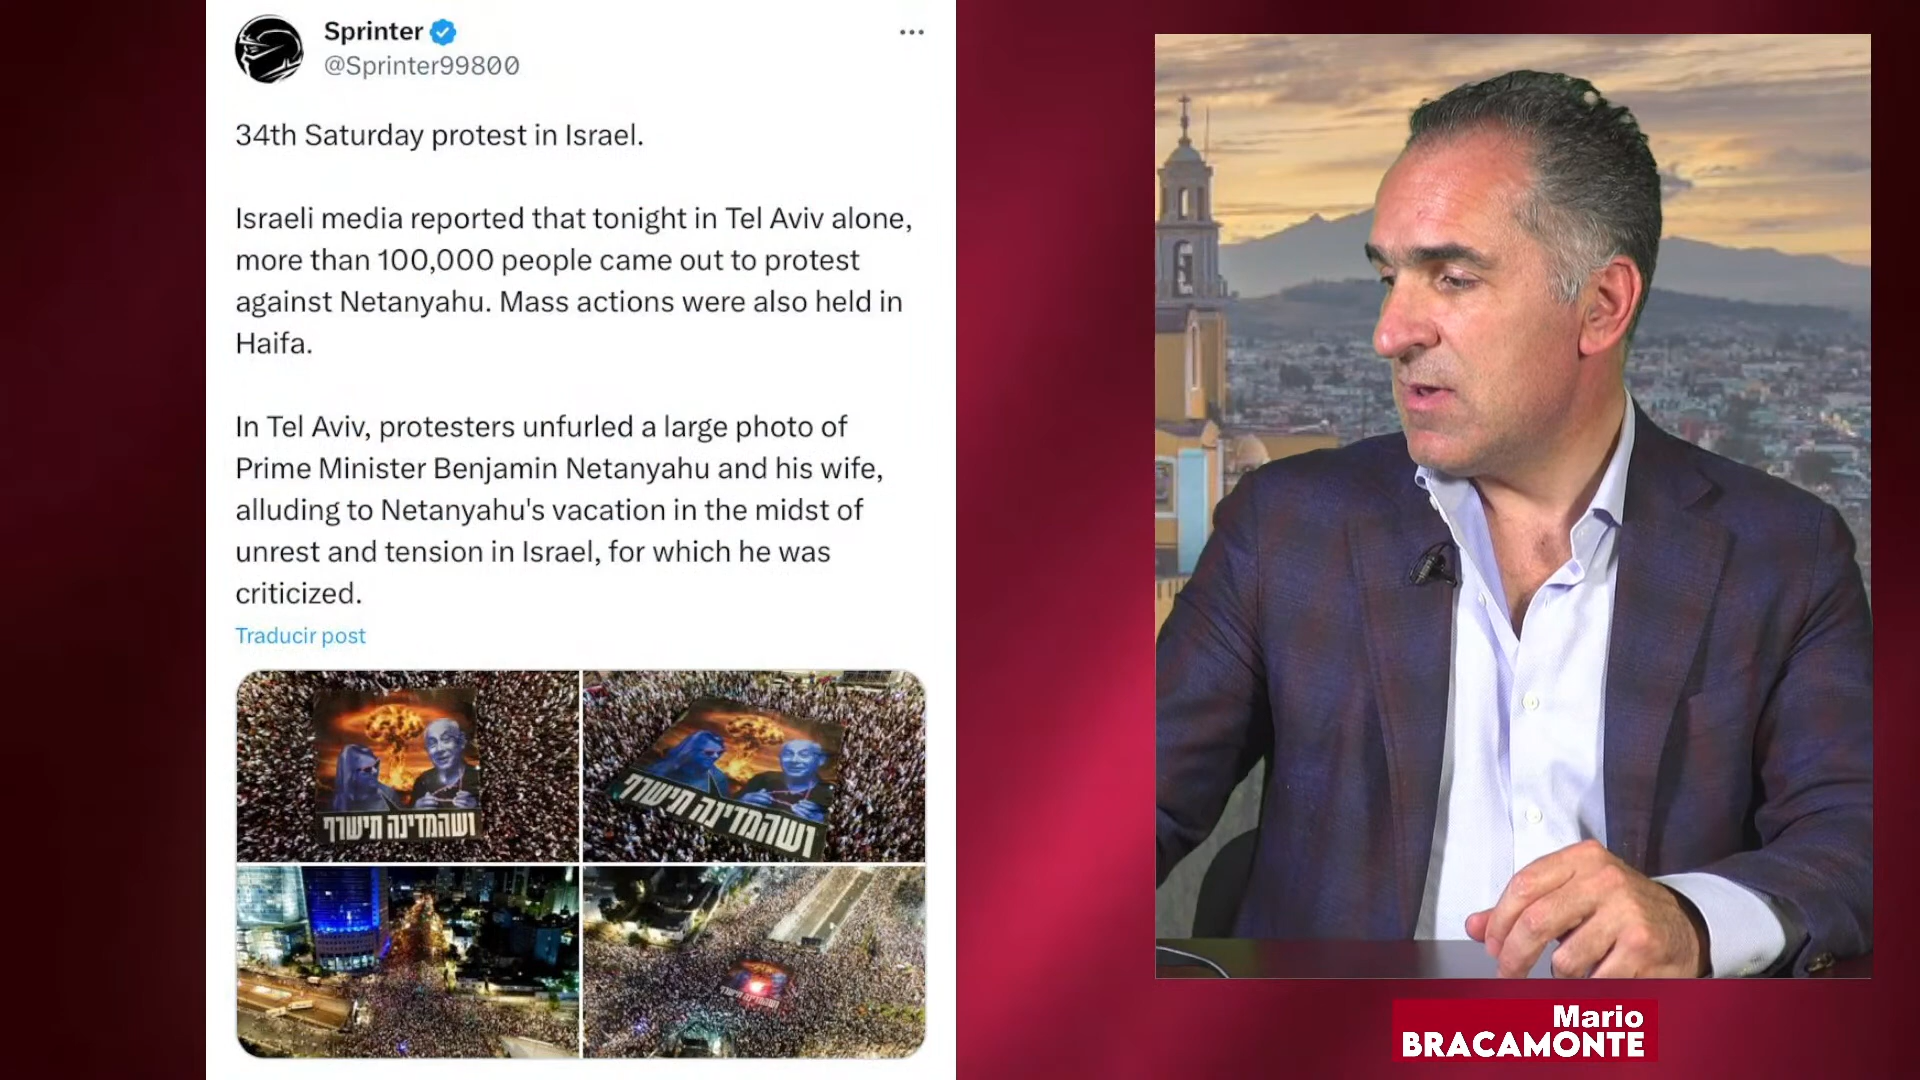 Sprinter
@Sprinter99800
34th Saturday protest in Israel.
Israeli media reported that tonight in Tel Aviv alone,
more than 100,000 people came out to protest
against Netanyahu. Mass actions were also held in
Haifa.
In Tel Aviv, protesters unfurled a large photo of
Prime Minister Benjamin Netanyahu and his wife,
alluding to Netanyahu's vacation in the midst of
unrest and tension in Israel, for which he was
criticized.
Traducir post
ושהמדינה תישרף
ושהמדינה תישרף
ושהמדינה תישרף
Mario
BRACAMONTE